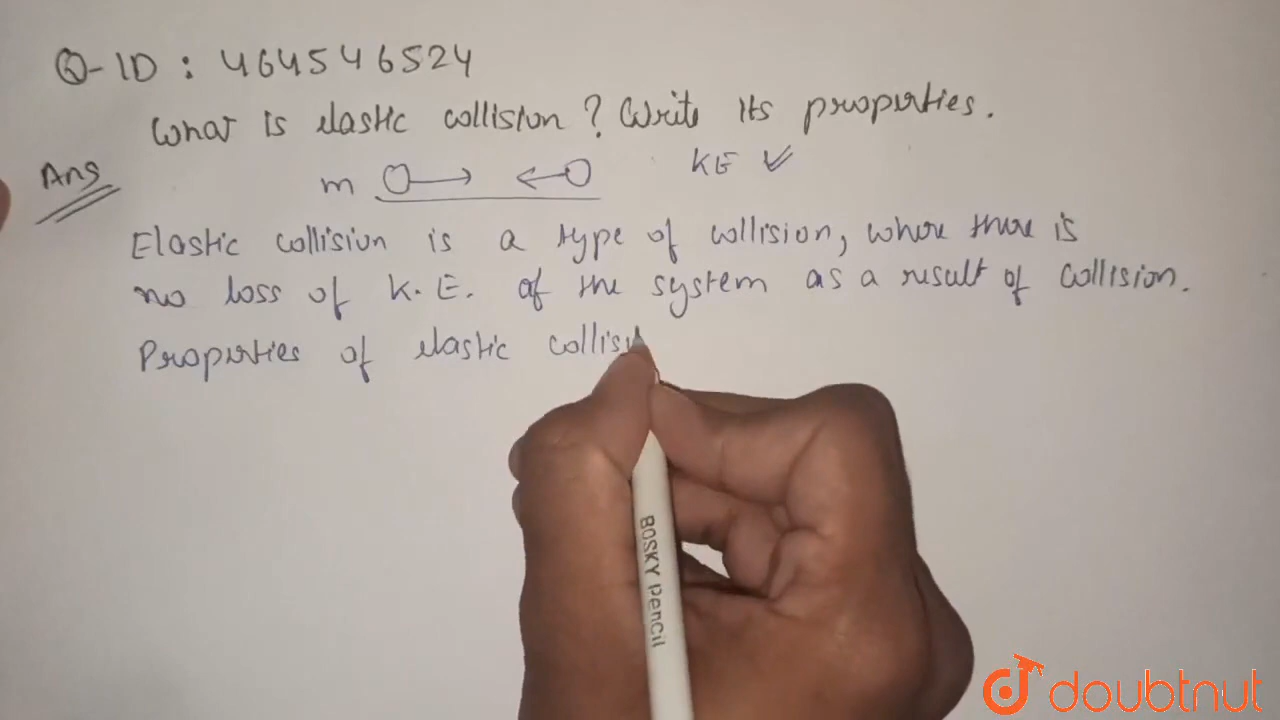 Q-ID : 464546524
What is elastic collision ? Write its properties.
Ans
m
KE
Elastic collision is a type of collision, where there is
no loss of K.E. of the system as a result of collision.
Properties of elastic collisi
BOSKY Pencil
doubtnut